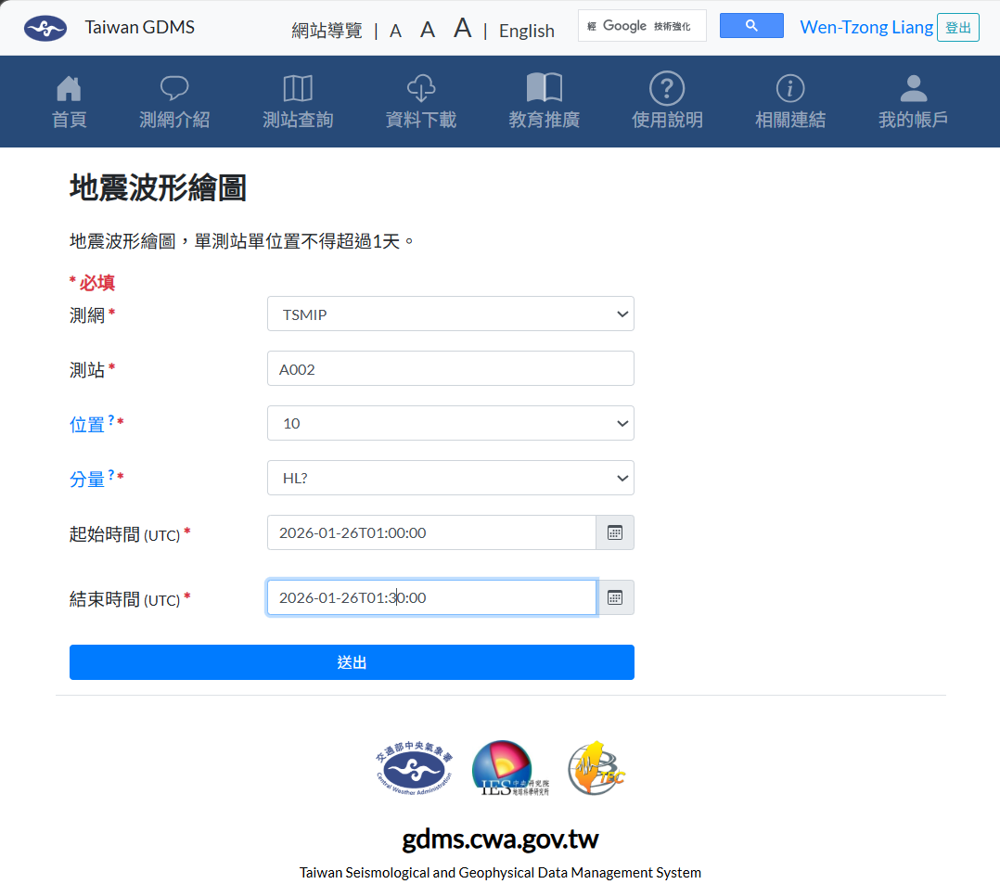 Taiwan GDMS
網站導覽 | A A A | English
經 Google 技術強化
Wen-Tzong Liang 登出
首頁 測網介紹 測站查詢 資料下載 教育推廣 使用說明 相關連結 我的帳戶
地震波形繪圖
地震波形繪圖，單測站單位置不得超過1天。
* 必填
測網 * TSMIP
測站 * A002
位置 ? * 10
分量 ? * HL?
起始時間 (UTC) * 2026-01-26T01:00:00
結束時間 (UTC) * 2026-01-26T01:30:00
送出
交通部中央氣象署
Central Weather Administration
IES 中央研究院
地球科學研究所
TEC
gdms.cwa.gov.tw
Taiwan Seismological and Geophysical Data Management System